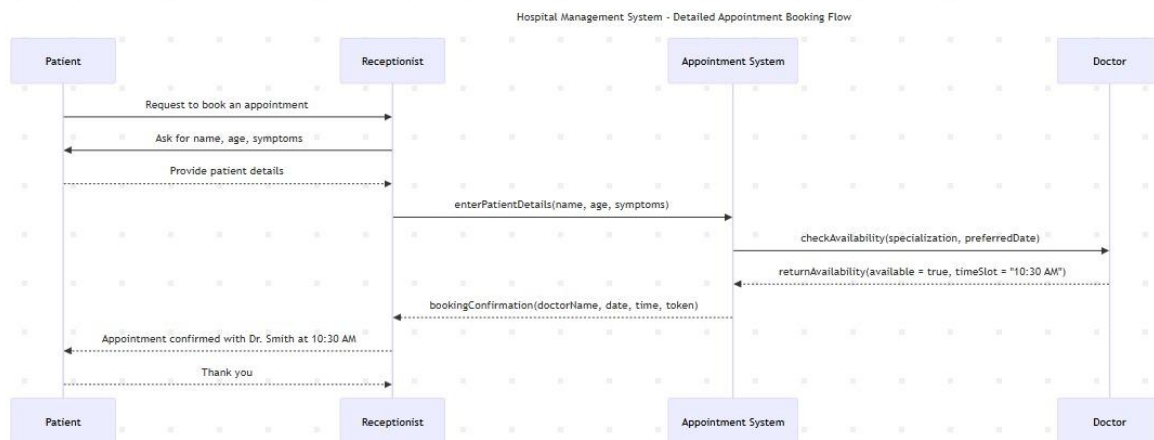 Hospital Management System - Detailed Appointment Booking Flow
Patient
Receptionist
Appointment System
Doctor
Request to book an appointment
Ask for name, age, symptoms
Provide patient details
enterPatientDetails(name, age, symptoms)
checkAvailability(specialization, preferredDate)
returnAvailability(available = true, timeSlot = "10:30 AM")
bookingConfirmation(doctorName, date, time, token)
Appointment confirmed with Dr. Smith at 10:30 AM
Thank you
Patient
Receptionist
Appointment System
Doctor